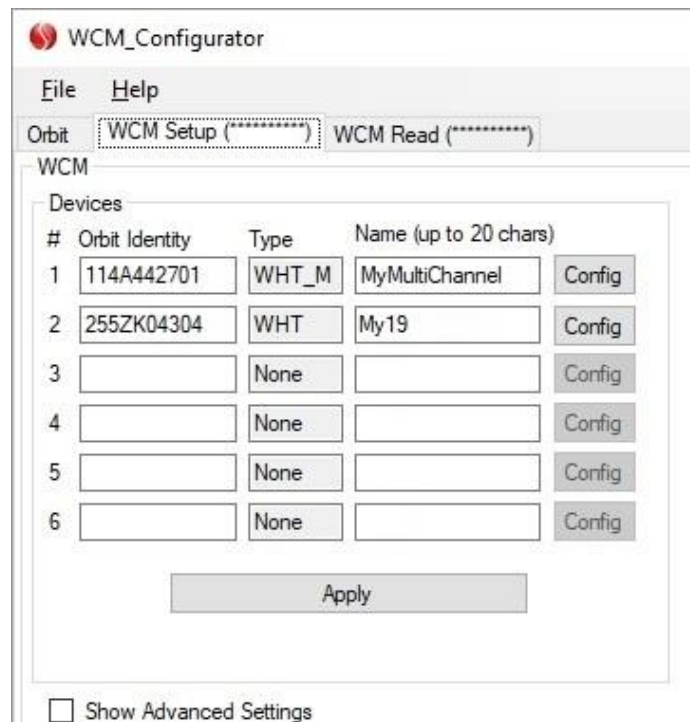 WCM_Configurator
File Help
Orbit WCM Setup (**********) WCM Read (**********)
WCM
Devices
# Orbit Identity Type Name (up to 20 chars)
1 114A442701 WHT_M MyMultiChannel Config
2 255ZK04304 WHT My19 Config
3 None Config
4 None Config
5 None Config
6 None Config
Apply
Show Advanced Settings